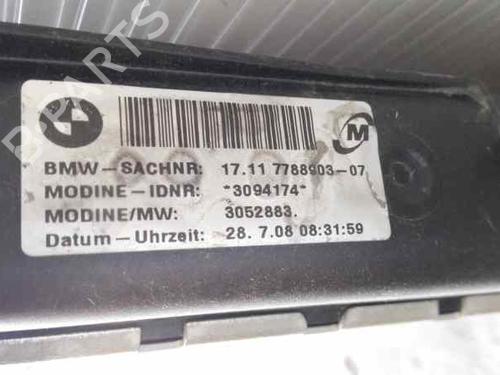 BMW-SACHNR: 17.11 7788903-07
MODINE-IDNR: *3094174*
MODINE/MW: 3052883.
Datum-Uhrzeit: 28. 7.08 08:31:59
B PARTS
M